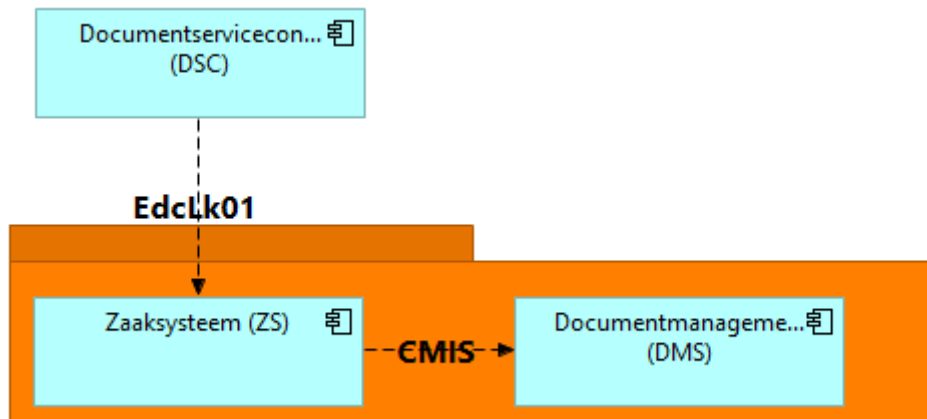 Documentservicecon...
(DSC)
EdcLk01
Zaaksysteem (ZS)
CMIS
Documentmanageme...
(DMS)